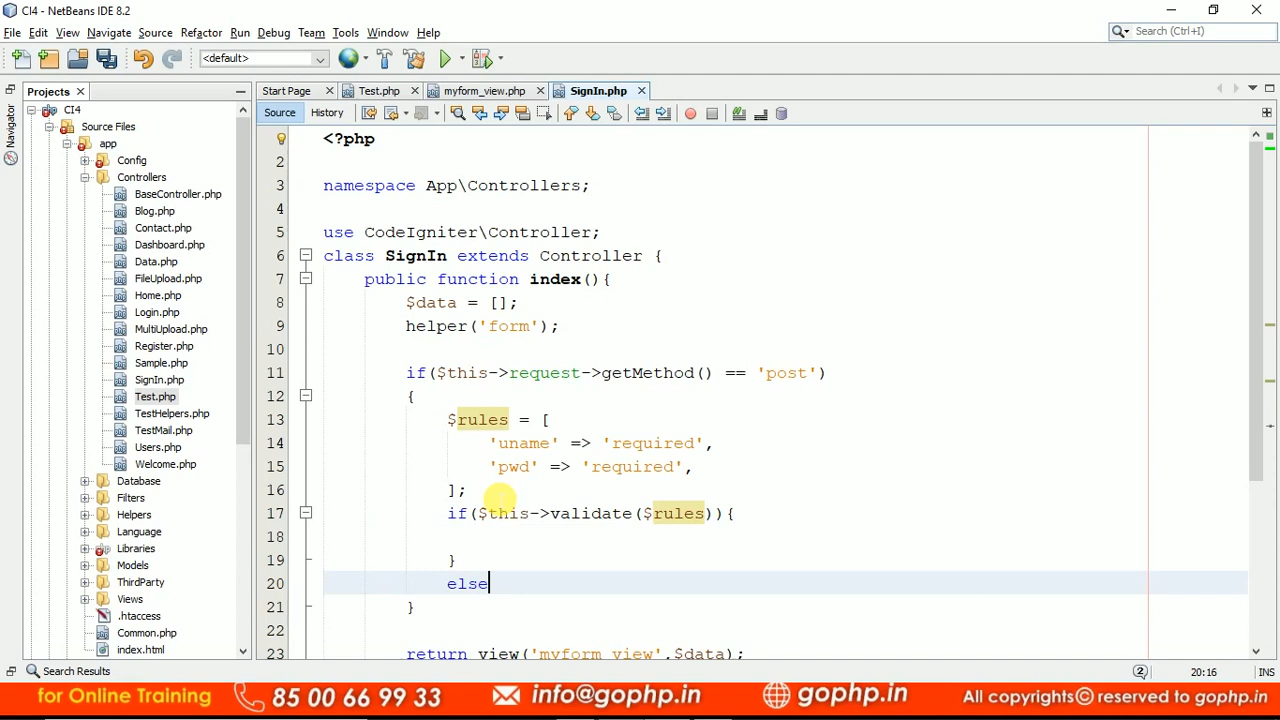 CI4 - NetBeans IDE 8.2
File Edit View Navigate Source Refactor Run Debug Team Tools Window Help
Search (Ctrl+I)
<default>
Projects
Start Page Test.php myform_view.php SignIn.php
Source History
Navigator
CI4
Source Files
app
Config
Controllers
BaseController.php
Blog.php
Contact.php
Dashboard.php
Data.php
FileUpload.php
Home.php
Login.php
MultiUpload.php
Register.php
Sample.php
SignIn.php
Test.php
TestHelpers.php
TestMail.php
Users.php
Welcome.php
Database
Filters
Helpers
Language
Libraries
Models
ThirdParty
Views
.htaccess
Common.php
index.html
<?php
2
3 namespace App\Controllers;
4
5 use CodeIgniter\Controller;
6 class SignIn extends Controller {
7 public function index(){
8 $data = [];
9 helper('form');
10
11 if($this->request->getMethod() == 'post')
12 {
13 $rules = [
14 'uname' => 'required',
15 'pwd' => 'required',
16 ];
17 if($this->validate($rules)){
18
19 }
20 else
21 }
22
23 return view('myform_view',$data);
Search Results
2
20:16
INS
for Online Training 85 00 66 99 33 info@gophp.in gophp.in All copyrights© reserved to gophp.in